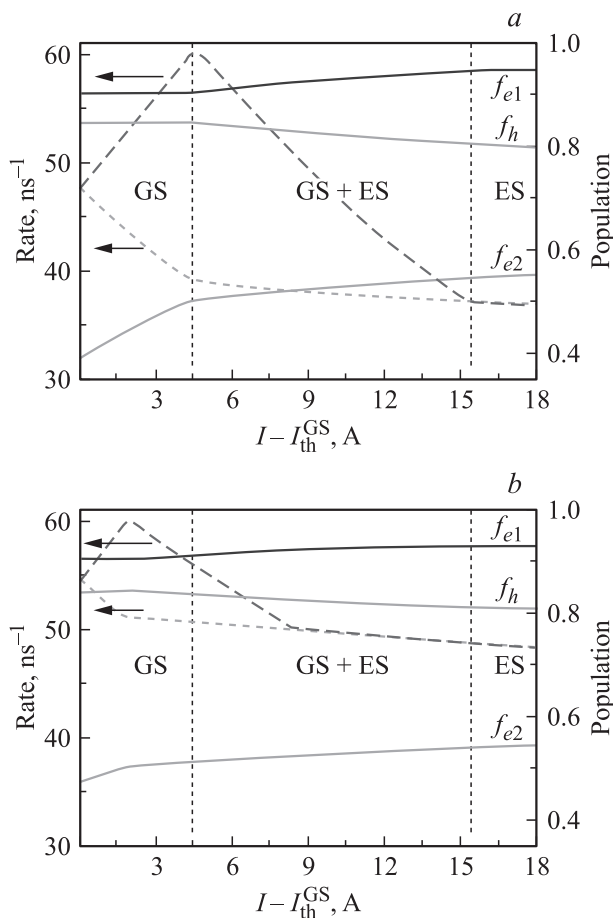 a
60
50
40
30
Rate, ns⁻¹
1.0
0.8
0.6
0.4
Population
f_e1
f_h
f_e2
GS
GS + ES
ES
3
6
9
12
15
18
I – I_th^GS, A
b
60
50
40
30
Rate, ns⁻¹
1.0
0.8
0.6
0.4
Population
f_e1
f_h
f_e2
GS
GS + ES
ES
3
6
9
12
15
18
I – I_th^GS, A